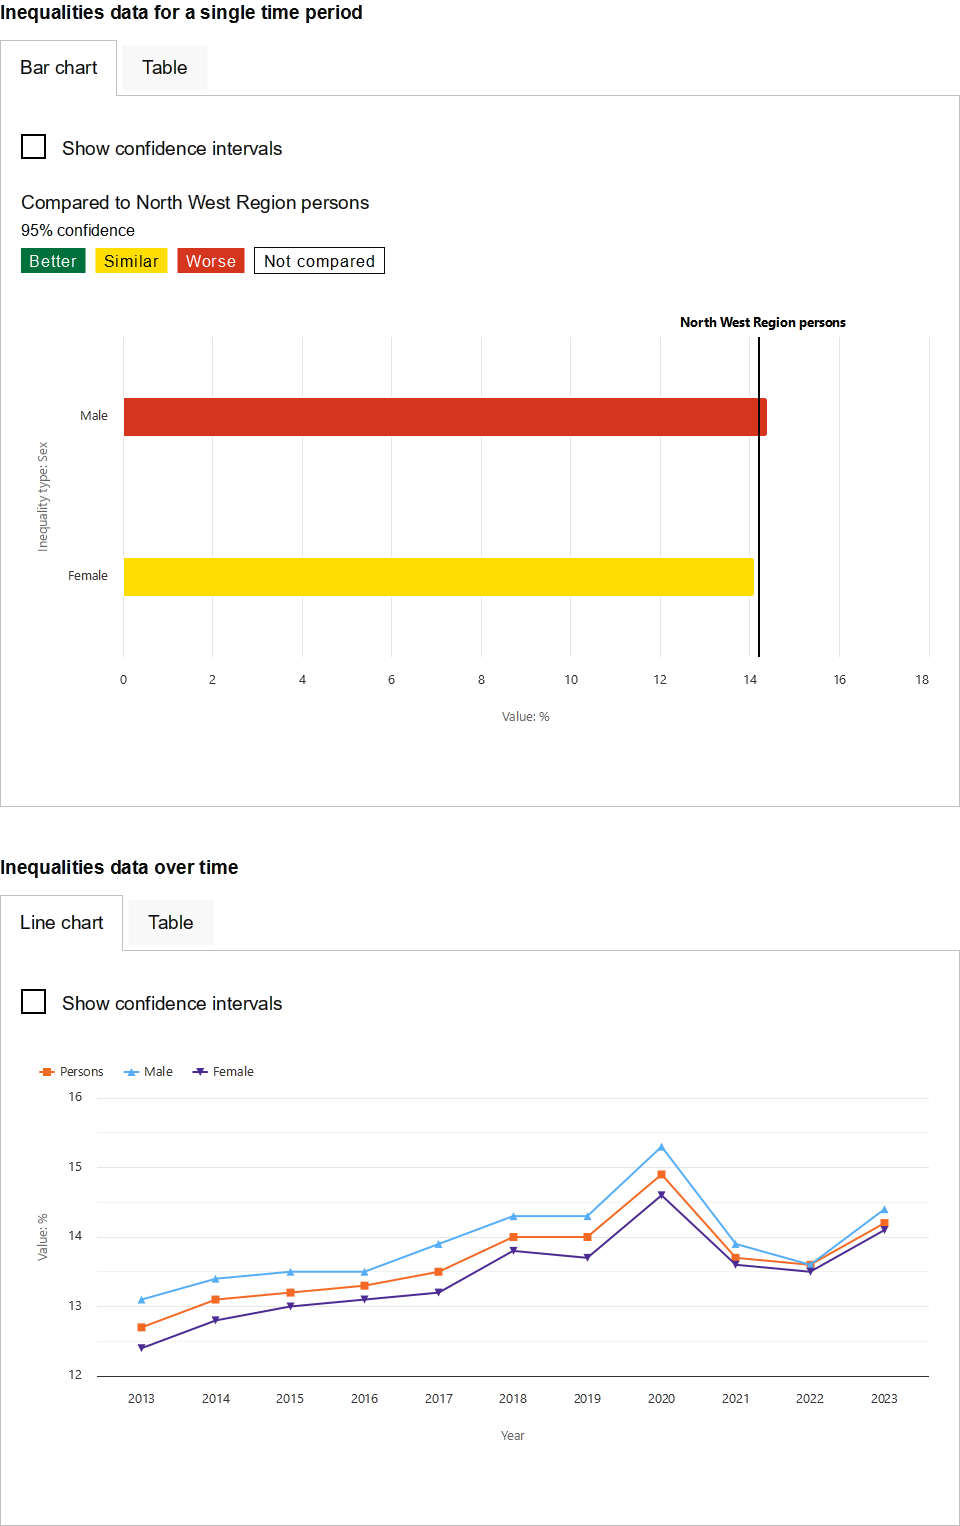 Inequalities data for a single time period
Bar chart Table
Show confidence intervals
Compared to North West Region persons
95% confidence
Better Similar Worse Not compared
North West Region persons
Male
Inequality type: Sex
Female
0 2 4 6 8 10 12 14 16 18
Value: %
Inequalities data over time
Line chart Table
Show confidence intervals
Persons Male Female
16
15
14
Value: %
13
12
2013 2014 2015 2016 2017 2018 2019 2020 2021 2022 2023
Year